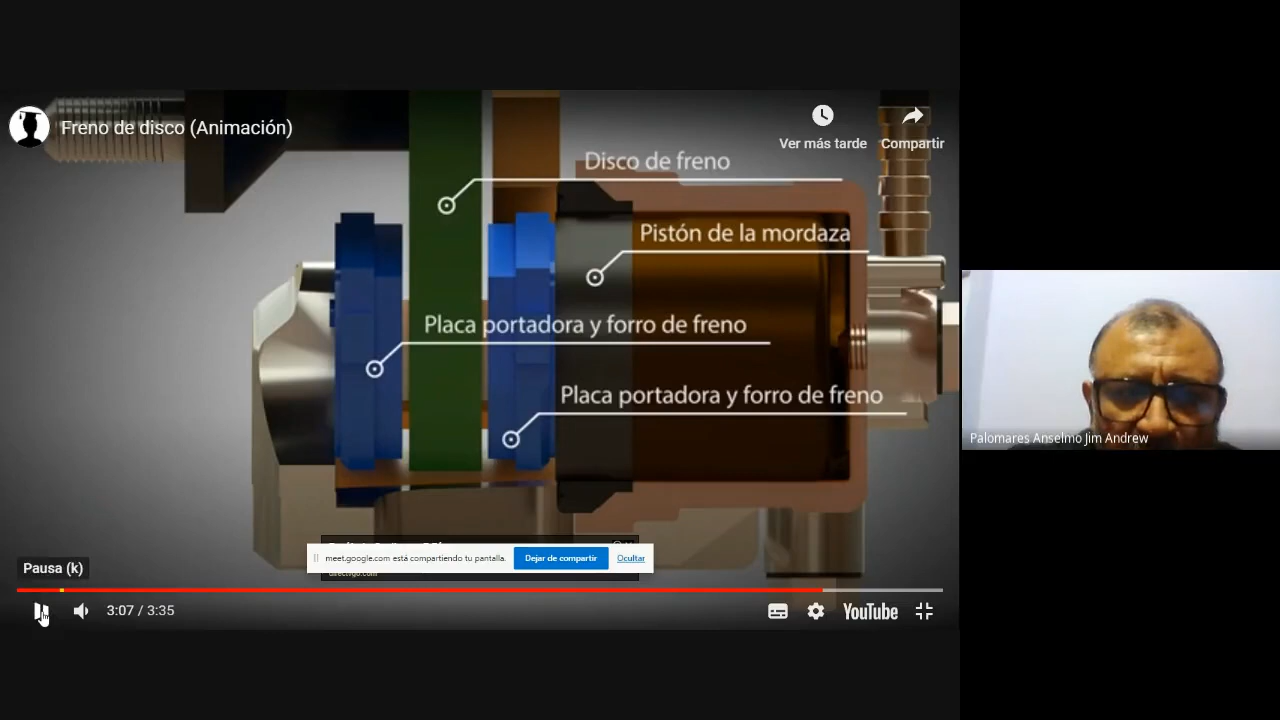 Freno de disco (Animación)
Ver más tarde
Compartir
Disco de freno
Pistón de la mordaza
Placa portadora y forro de freno
Placa portadora y forro de freno
Palomares Anselmo Jim Andrew
meet.google.com está compartiendo tu pantalla.
Dejar de compartir
Ocultar
Pausa (k)
3:07 / 3:35
YouTube